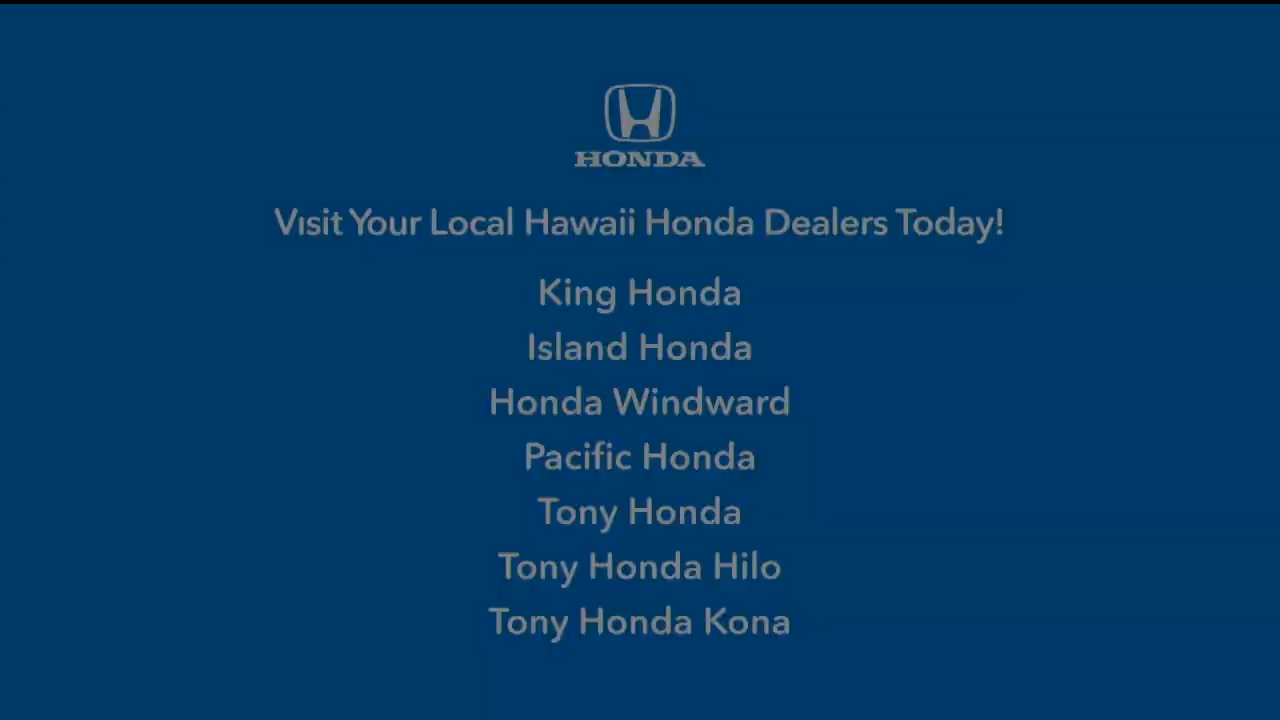 HONDA
Visit Your Local Hawaii Honda Dealers Today!
King Honda
Island Honda
Honda Windward
Pacific Honda
Tony Honda
Tony Honda Hilo
Tony Honda Kona